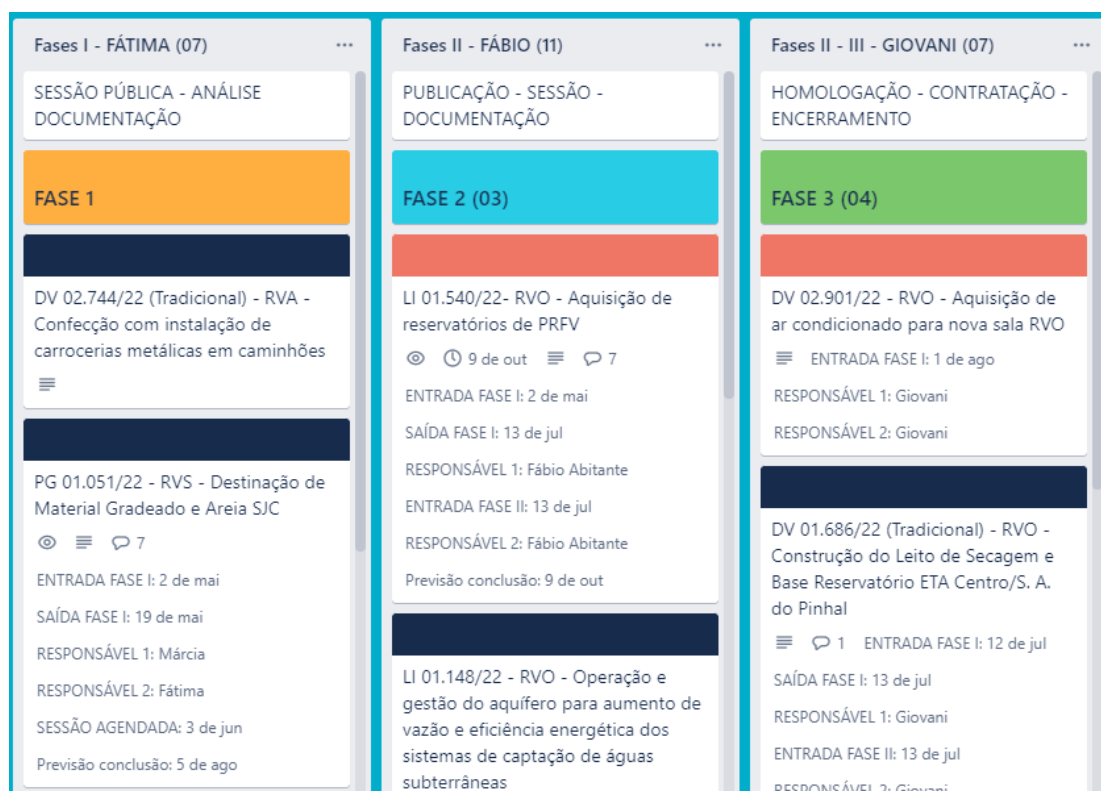 Fases I - FÁTIMA (07)
SESSÃO PÚBLICA - ANÁLISE
DOCUMENTAÇÃO
FASE 1
DV 02.744/22 (Tradicional) - RVA -
Confecção com instalação de
carrocerias metálicas em caminhões
PG 01.051/22 - RVS - Destinação de
Material Gradeado e Areia SJC
7
ENTRADA FASE I: 2 de mai
SAÍDA FASE I: 19 de mai
RESPONSÁVEL 1: Márcia
RESPONSÁVEL 2: Fátima
SESSÃO AGENDADA: 3 de jun
Previsão conclusão: 5 de ago
Fases II - FÁBIO (11)
PUBLICAÇÃO - SESSÃO -
DOCUMENTAÇÃO
FASE 2 (03)
LI 01.540/22- RVO - Aquisição de
reservatórios de PRFV
9 de out 7
ENTRADA FASE I: 2 de mai
SAÍDA FASE I: 13 de jul
RESPONSÁVEL 1: Fábio Abitante
ENTRADA FASE II: 13 de jul
RESPONSÁVEL 2: Fábio Abitante
Previsão conclusão: 9 de out
LI 01.148/22 - RVO - Operação e
gestão do aquífero para aumento de
vazão e eficiência energética dos
sistemas de captação de águas
subterrâneas
Fases II - III - GIOVANI (07)
HOMOLOGAÇÃO - CONTRATAÇÃO -
ENCERRAMENTO
FASE 3 (04)
DV 02.901/22 - RVO - Aquisição de
ar condicionado para nova sala RVO
ENTRADA FASE I: 1 de ago
RESPONSÁVEL 1: Giovani
RESPONSÁVEL 2: Giovani
DV 01.686/22 (Tradicional) - RVO -
Construção do Leito de Secagem e
Base Reservatório ETA Centro/S. A.
do Pinhal
1 ENTRADA FASE I: 12 de jul
SAÍDA FASE I: 13 de jul
RESPONSÁVEL 1: Giovani
ENTRADA FASE II: 13 de jul
RESPONSÁVEL 2: Giovani